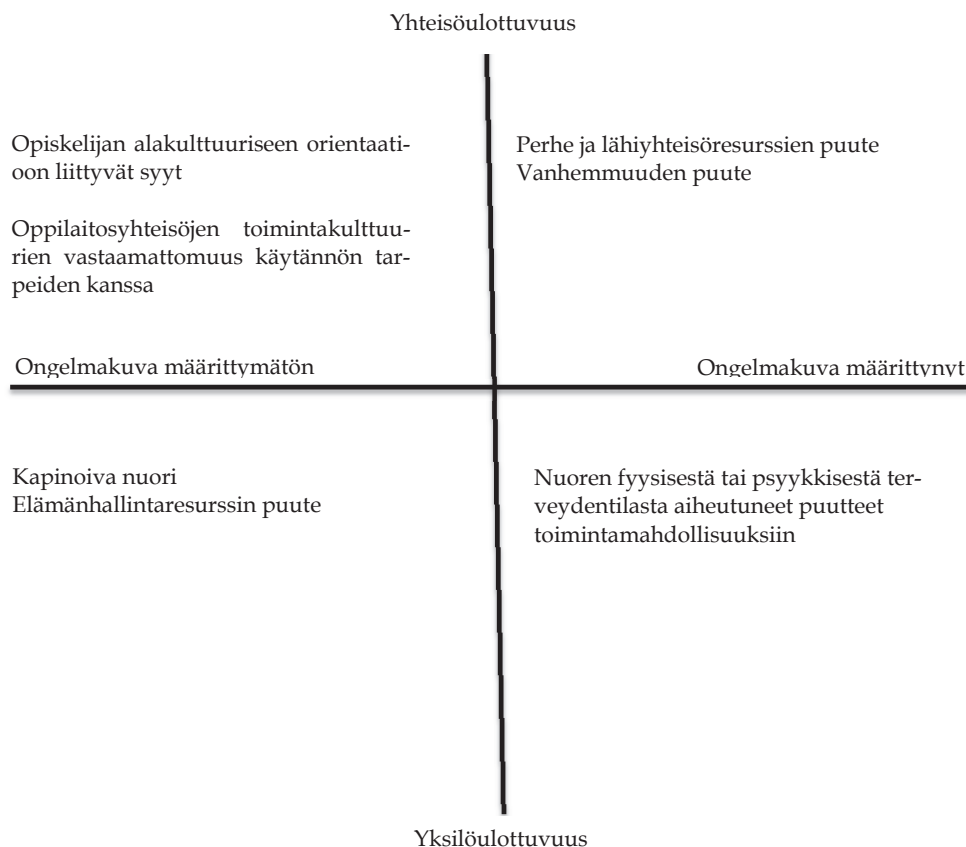 Yhteisöulottuvuus
Opiskelijan alakulttuuriseen orientaati-
oon liittyvät syyt
Oppilaitosyhteisöjen toimintakulttuu-
rien vastaamattomuus käytännön tar-
peiden kanssa
Perhe ja lähiyhteisöresurssien puute
Vanhemmuuden puute
Ongelmakuva määrittymätön
Ongelmakuva määrittynyt
Kapinoiva nuori
Elämänhallintaresurssin puute
Nuoren fyysisestä tai psyykkisestä ter-
veydentilasta aiheutuneet puutteet
toimintamahdollisuuksiin
Yksilöulottuvuus